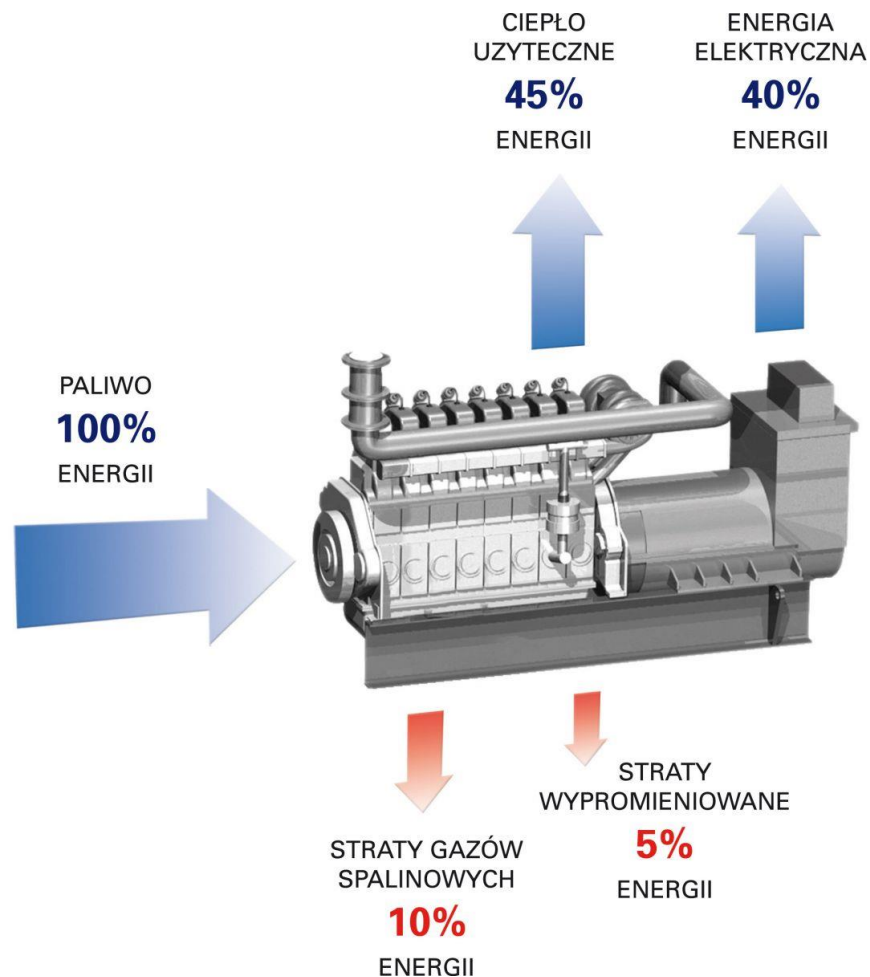 CIEPŁO
UZYTECZNE
45%
ENERGII
ENERGIA
ELEKTRYCZNA
40%
ENERGII
PALIWO
100%
ENERGII
STRATY
WYPROMIENIOWANE
5%
ENERGII
STRATY GAZÓW
SPALINOWYCH
10%
ENERGII